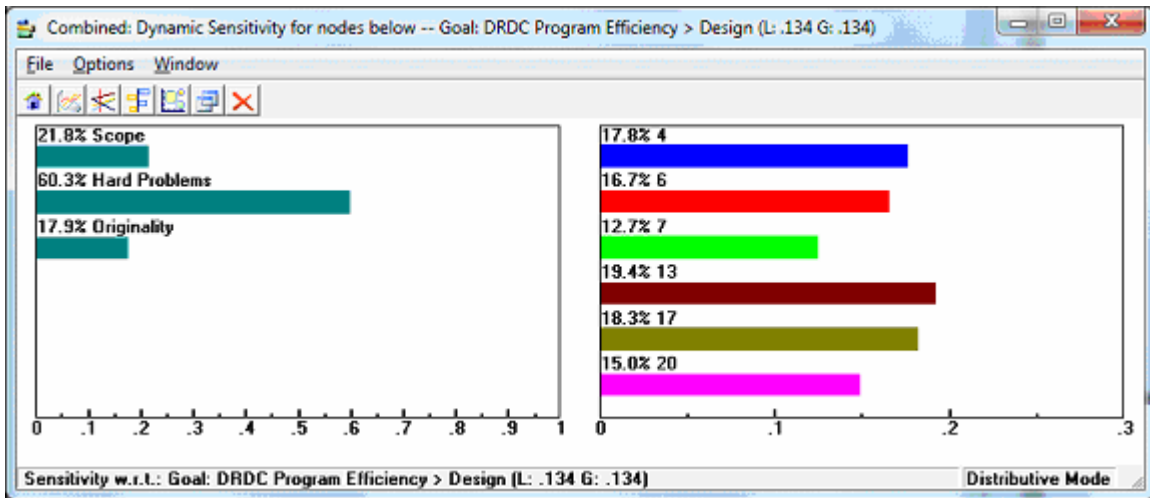 Combined: Dynamic Sensitivity for nodes below -- Goal: DRDC Program Efficiency > Design (L: .134 G: .134)
File Options Window
21.8% Scope
60.3% Hard Problems
17.9% Originality
0 .1 .2 .3 .4 .5 .6 .7 .8 .9 1
17.8% 4
16.7% 6
12.7% 7
19.4% 13
18.3% 17
15.0% 20
0 .1 .2 .3
Sensitivity w.r.t.: Goal: DRDC Program Efficiency > Design (L: .134 G: .134)
Distributive Mode